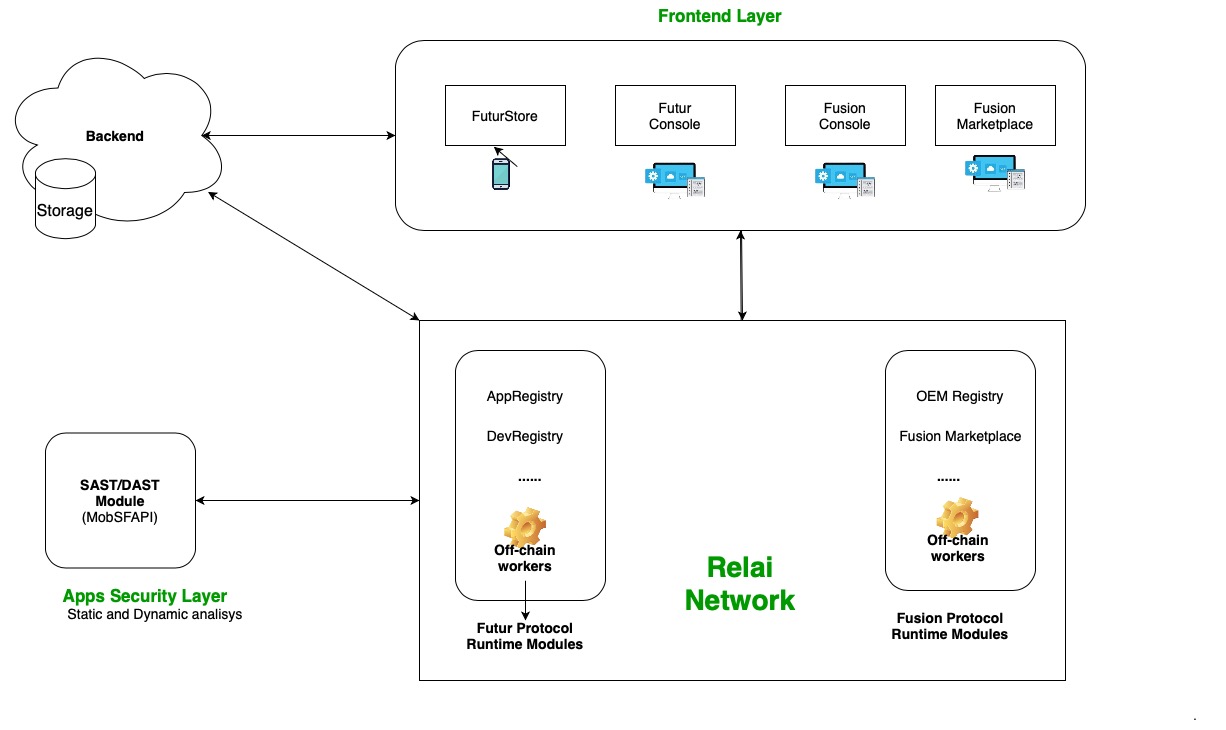 Frontend Layer
Backend
Storage
FuturStore
Futur
Console
Fusion
Console
Fusion
Marketplace
AppRegistry
DevRegistry
......
Off-chain
workers
Futur Protocol
Runtime Modules
Relai
Network
OEM Registry
Fusion Marketplace
......
Off-chain
workers
Fusion Protocol
Runtime Modules
SAST/DAST
Module
(MobSFAPI)
Apps Security Layer
Static and Dynamic analisys
.